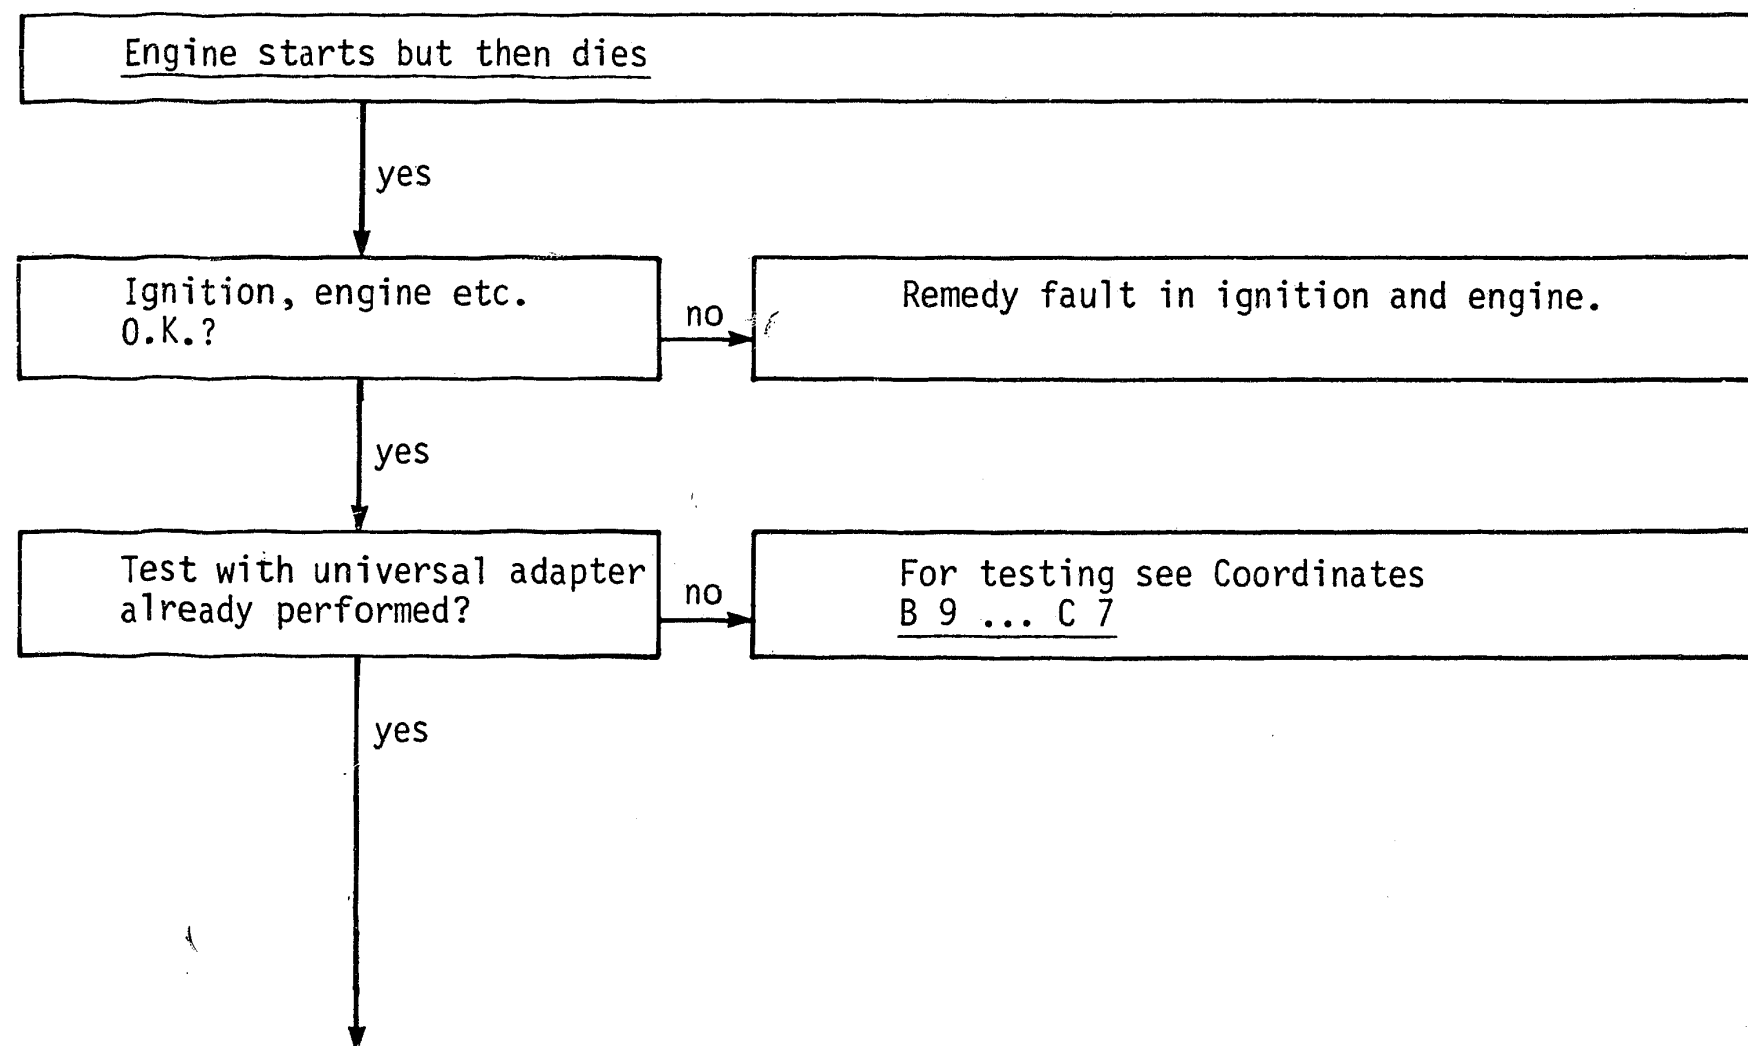 Engine starts but then dies
yes
Ignition, engine etc.
O.K.?
no
Remedy fault in ignition and engine.
yes
Test with universal adapter
already performed?
no
For testing see Coordinates
B 9 ... C 7
yes